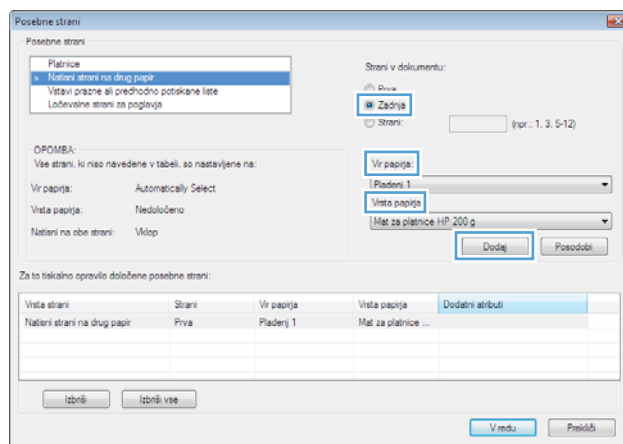 Posebne strani
Posebne strani
Platnice
» Natisni strani na drug papir
Vstavi prazne ali predhodno potiskane liste
Ločevalne strani za poglavja
Strani v dokumentu:
Prva
Zadnja
Strani:
(npr.: 1, 3, 5-12)
OPOMBA:
Vse strani, ki niso navedene v tabeli, so nastavljene na:
Vir papirja: Automatically Select
Vrsta papirja: Nedoločeno
Natisni na obe strani: Vklop
Vir papirja:
Pladenj 1
Vrsta papirja
Mat za platnice HP 200 g
Dodaj Posodobi
Za to tiskalno opravilo določene posebne strani:
Vrsta strani Strani Vir papirja Vrsta papirja Dodatni atributi
Natisni strani na drug papir Prva Pladenj 1 Mat za platnice ...
Izbriši Izbriši vse
V redu Prekliči